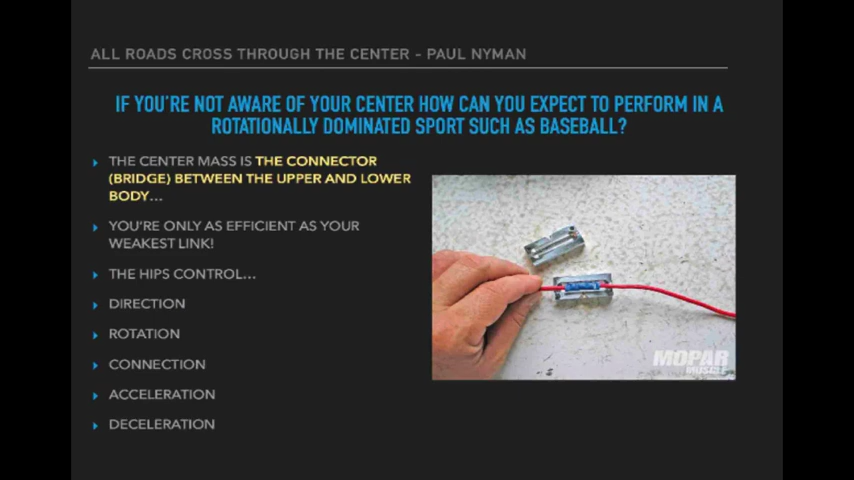 ALL ROADS CROSS THROUGH THE CENTER - PAUL NYMAN
IF YOU'RE NOT AWARE OF YOUR CENTER HOW CAN YOU EXPECT TO PERFORM IN A
ROTATIONALLY DOMINATED SPORT SUCH AS BASEBALL?
THE CENTER MASS IS THE CONNECTOR
(BRIDGE) BETWEEN THE UPPER AND LOWER
BODY...
YOU'RE ONLY AS EFFICIENT AS YOUR
WEAKEST LINK!
THE HIPS CONTROL...
DIRECTION
ROTATION
CONNECTION
ACCELERATION
DECELERATION
MOPAR
MUSCLE